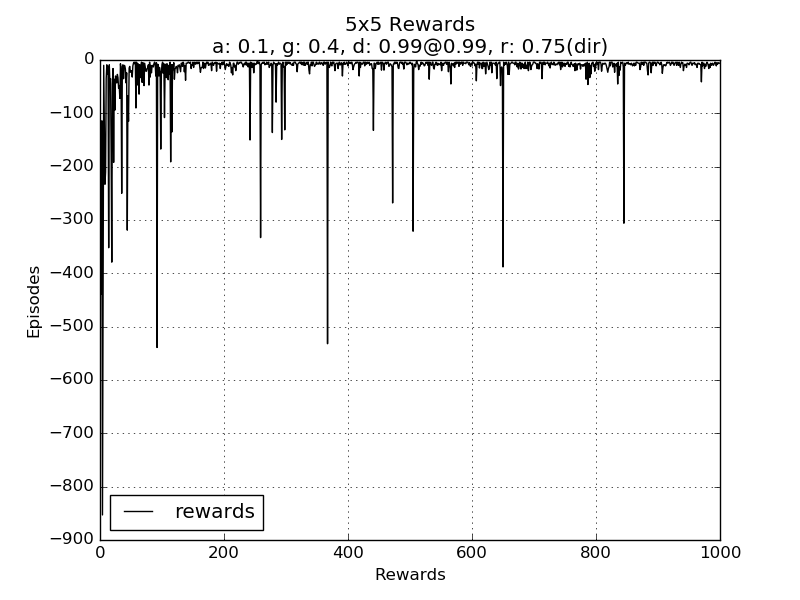 5x5 Rewards
a: 0.1, g: 0.4, d: 0.99@0.99, r: 0.75(dir)
0
−100
−200
−300
−400
−500
−600
−700
−800
−900
Episodes
rewards
0 200 400 600 800 1000
Rewards